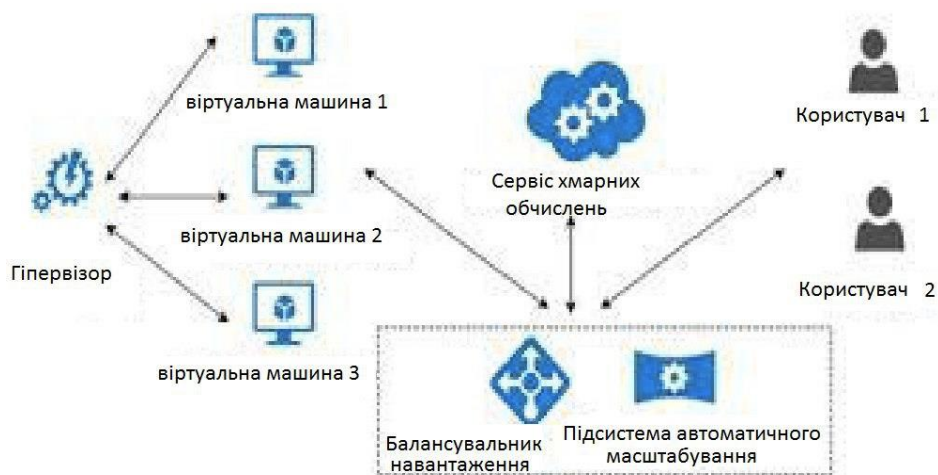 віртуальна машина 1
Користувач 1
Сервіс хмарних
обчислень
віртуальна машина 2
Гіпервізор
Користувач 2
віртуальна машина 3
Балансувальник
навантаження
Підсистема автоматичного
масштабування